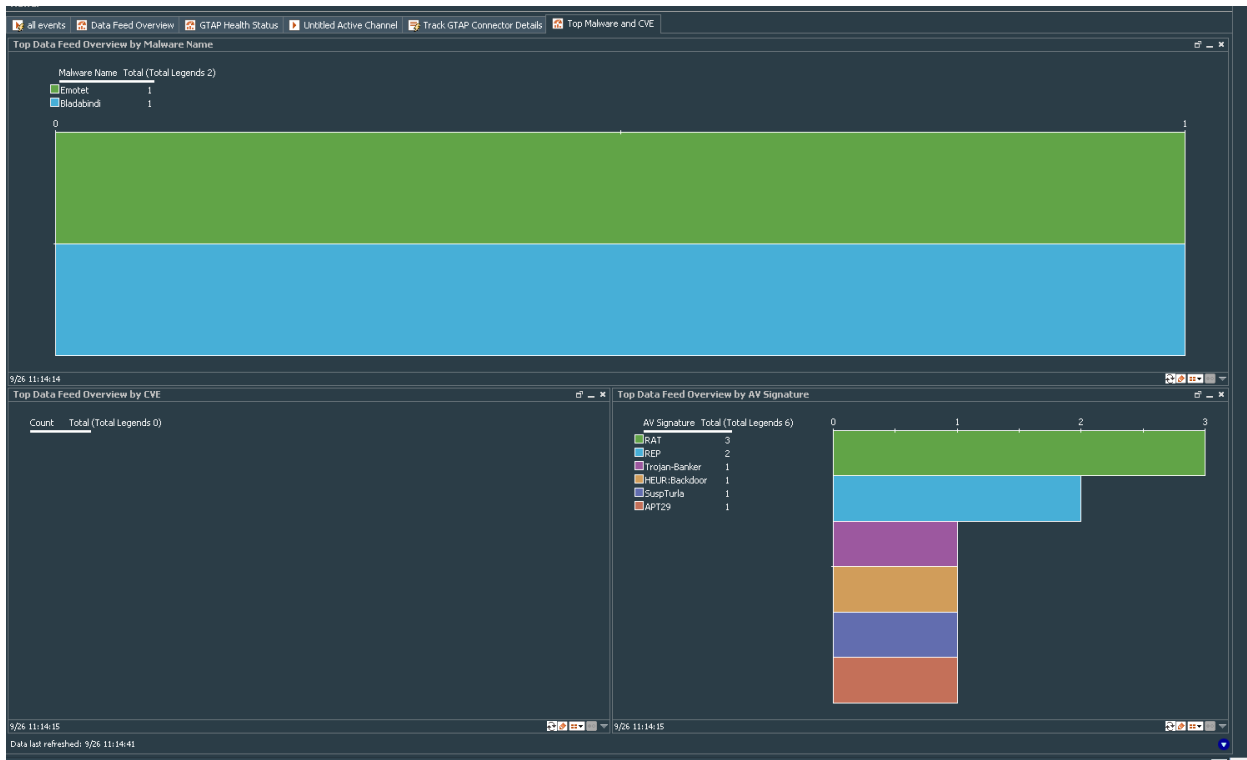 all events Data Feed Overview GTAP Health Status Untitled Active Channel Track GTAP Connector Details Top Malware and CVE
Top Data Feed Overview by Malware Name
Malware Name Total (Total Legends 2)
Emotet 1
Bladabindi 1
0 1
9/26 11:14:14
Top Data Feed Overview by CVE
Count Total (Total Legends 0)
9/26 11:14:15
Top Data Feed Overview by AV Signature
AV Signature Total (Total Legends 6)
0 1 2 3
RAT 3
REP 2
Trojan-Banker 1
HEUR:Backdoor 1
SuspTurla 1
APT29 1
9/26 11:14:15
Data last refreshed: 9/26 11:14:41